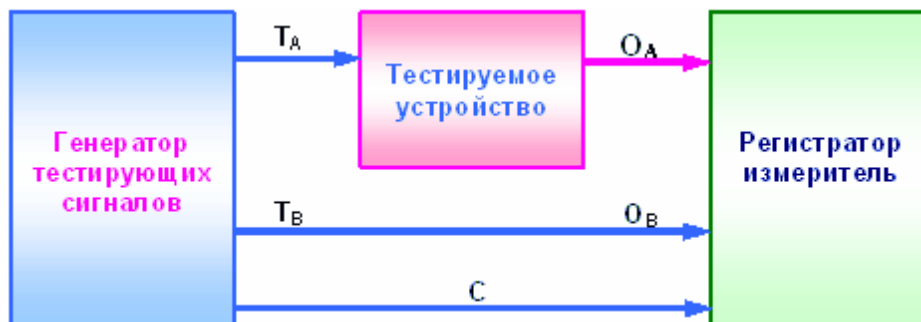 T_A
O_A
Тестируемое
устройство
Генератор
тестирующих
сигналов
Регистратор
измеритель
T_B
O_B
C